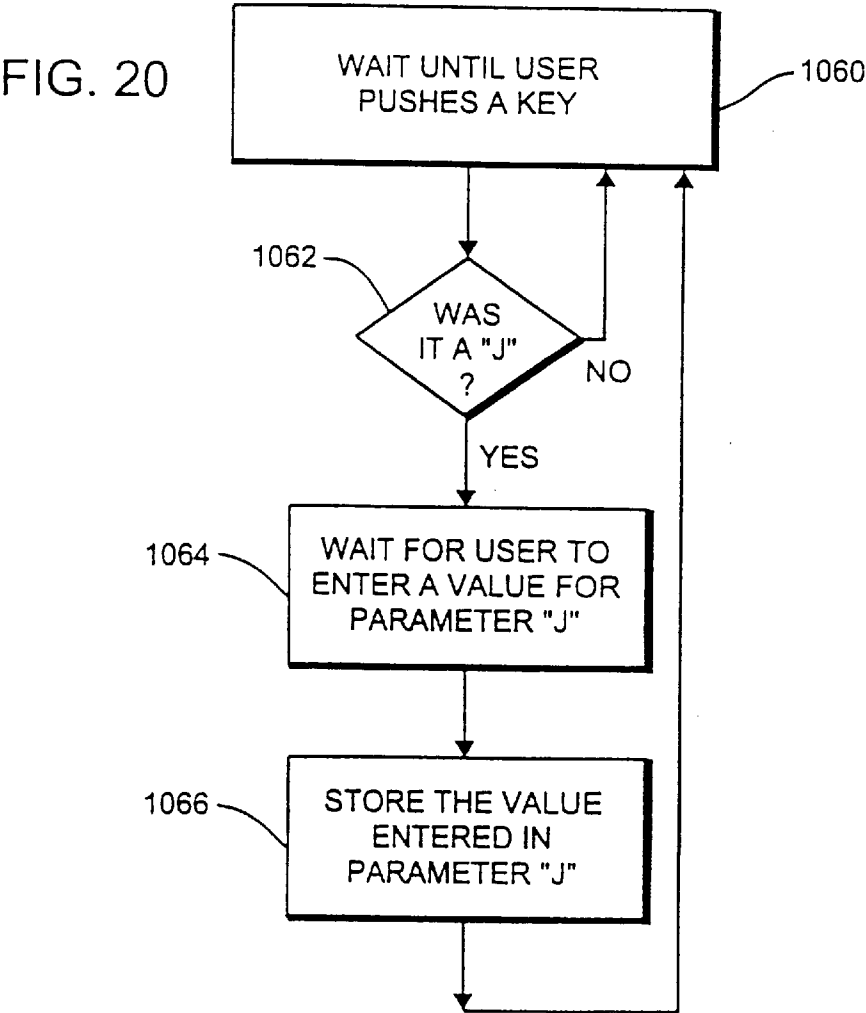 FIG. 20
WAIT UNTIL USER
PUSHES A KEY
1060
1062
WAS
IT A "J"
?
NO
YES
1064
WAIT FOR USER TO
ENTER A VALUE FOR
PARAMETER "J"
1066
STORE THE VALUE
ENTERED IN
PARAMETER "J"